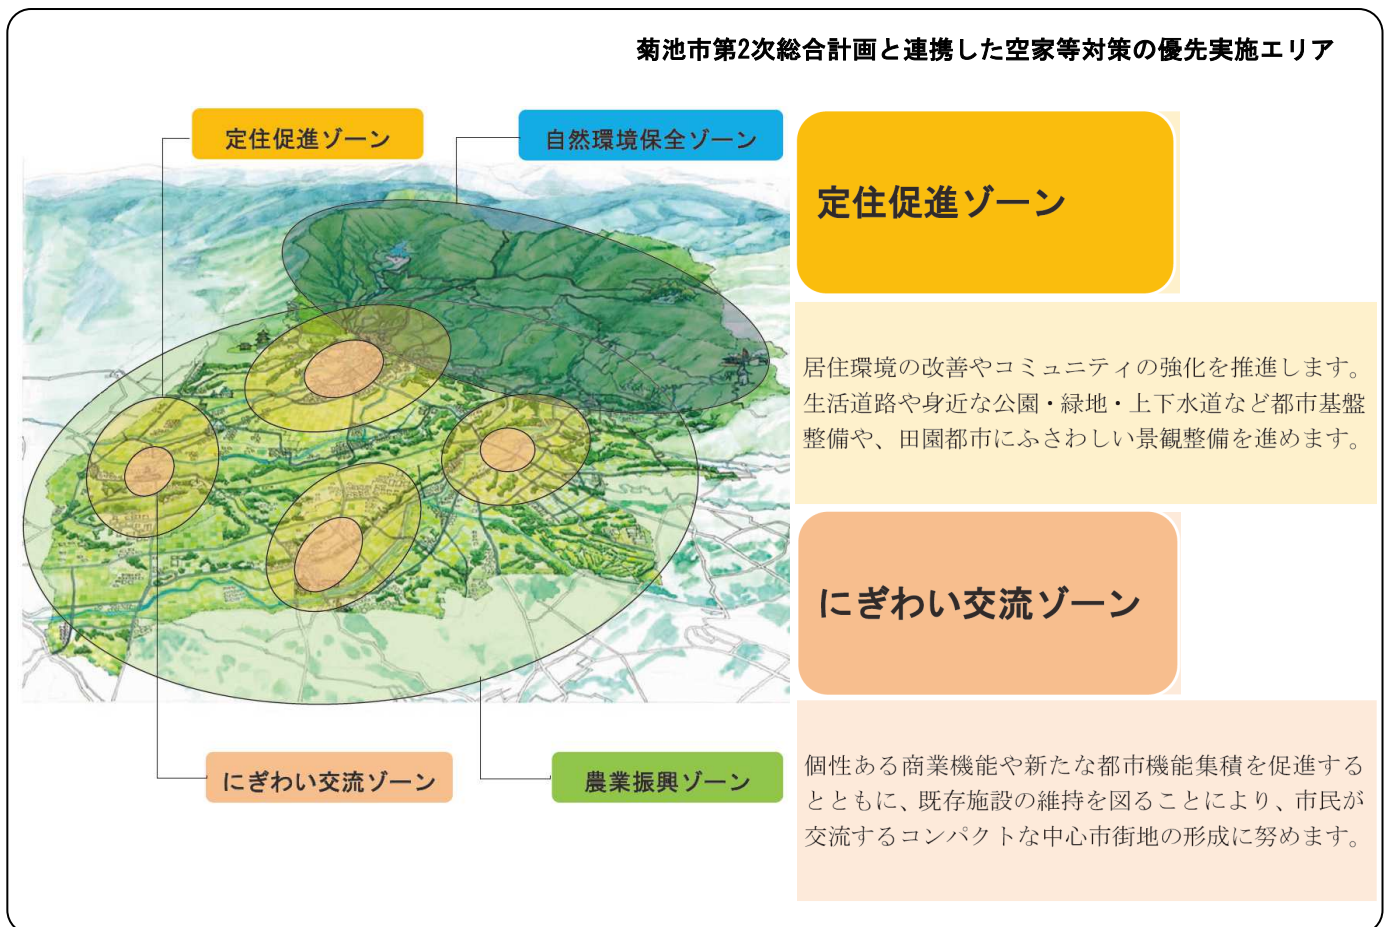 菊池市第2次総合計画と連携した空家等対策の優先実施エリア
定住促進ゾーン
自然環境保全ゾーン
にぎわい交流ゾーン
農業振興ゾーン
定住促進ゾーン
居住環境の改善やコミュニティの強化を推進します。
生活道路や身近な公園・緑地・上下水道など都市基盤
整備や、田園都市にふさわしい景観整備を進めます。
にぎわい交流ゾーン
個性ある商業機能や新たな都市機能集積を促進する
とともに、既存施設の維持を図ることにより、市民が
交流するコンパクトな中心市街地の形成に努めます。